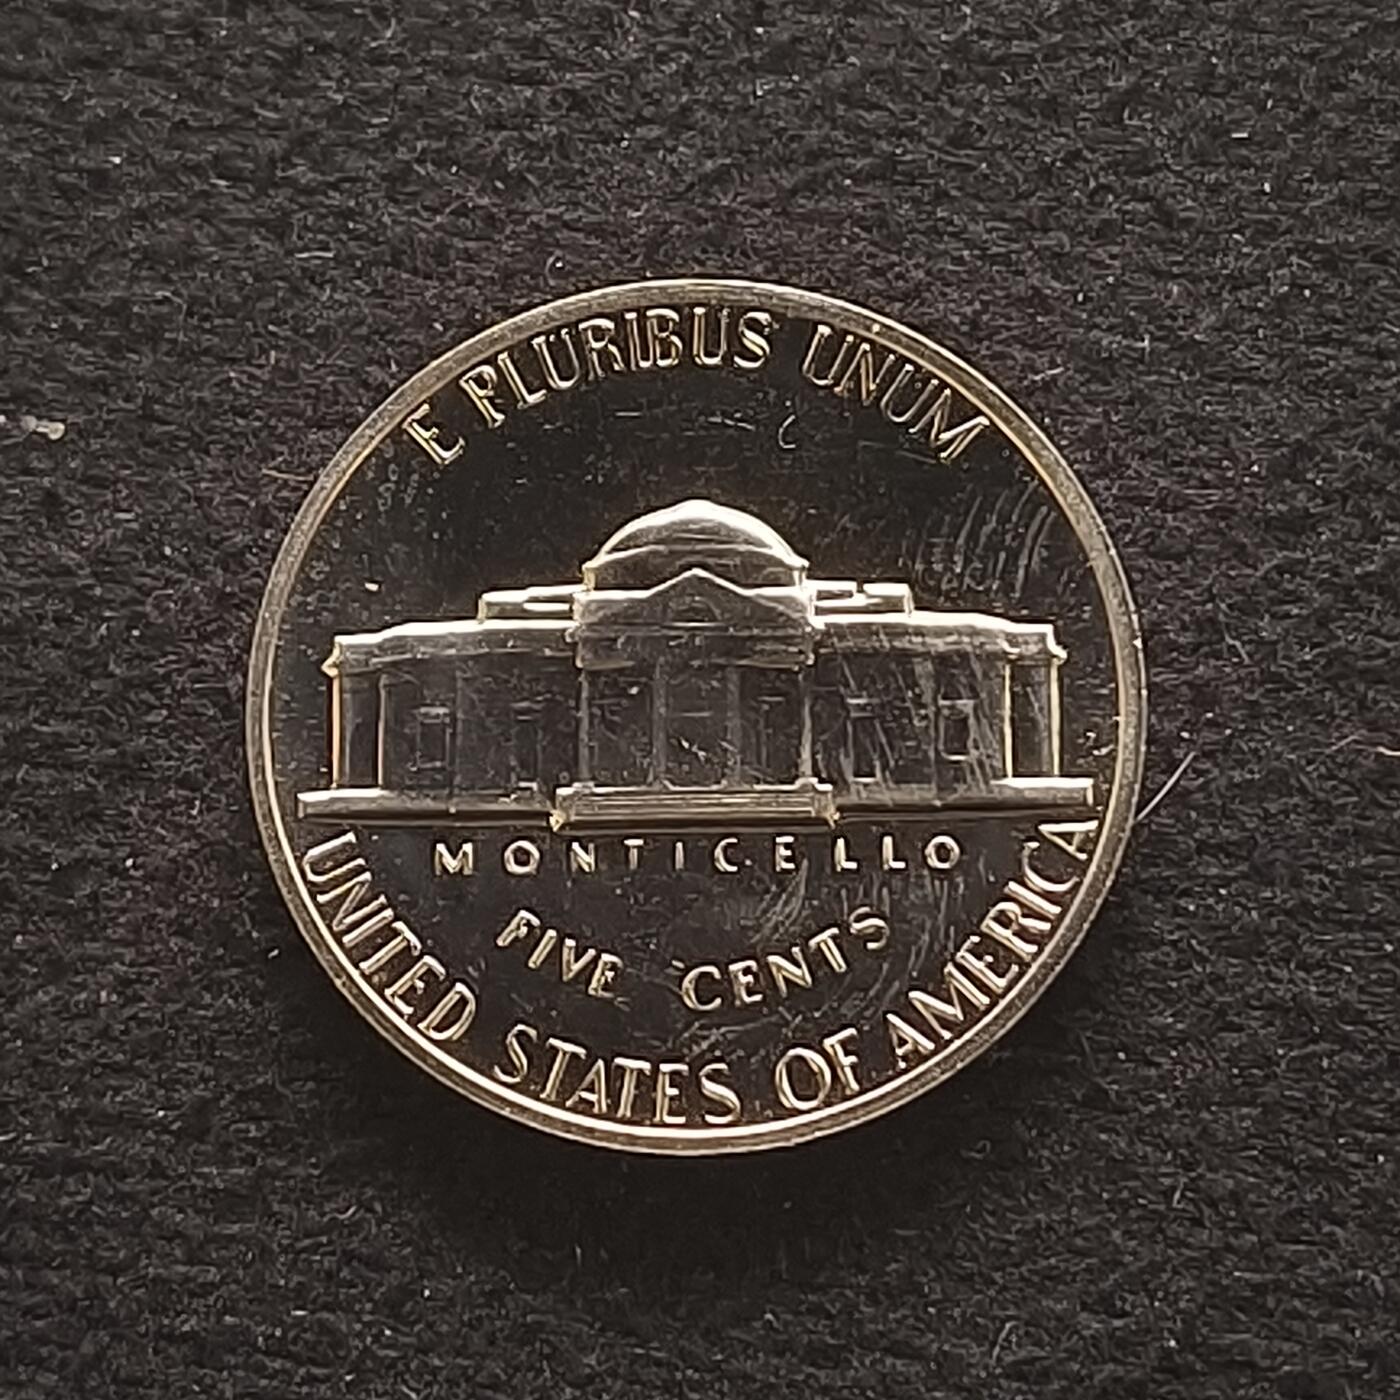 E PLURIBUS UNUM
MONTICELLO
FIVE CENTS
UNITED STATES OF AMERICA